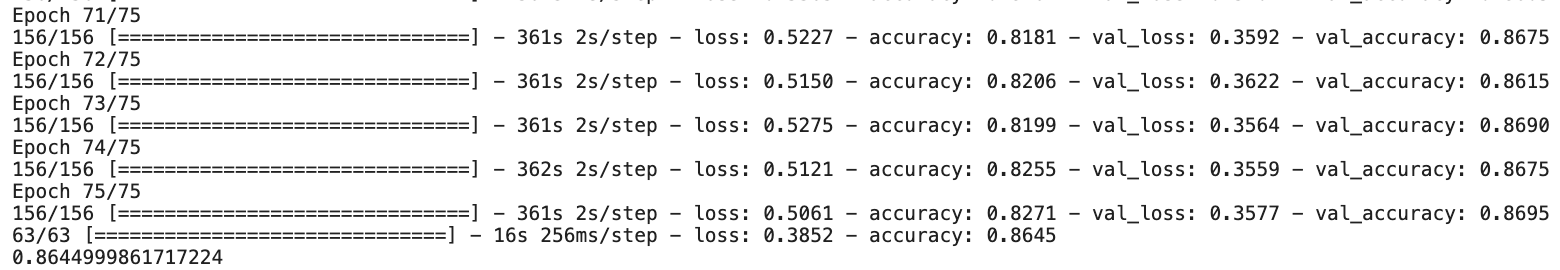 Epoch 71/75
156/156 [==============================] - 361s 2s/step - loss: 0.5227 - accuracy: 0.8181 - val_loss: 0.3592 - val_accuracy: 0.8675
Epoch 72/75
156/156 [==============================] - 361s 2s/step - loss: 0.5150 - accuracy: 0.8206 - val_loss: 0.3622 - val_accuracy: 0.8615
Epoch 73/75
156/156 [==============================] - 361s 2s/step - loss: 0.5275 - accuracy: 0.8199 - val_loss: 0.3564 - val_accuracy: 0.8690
Epoch 74/75
156/156 [==============================] - 362s 2s/step - loss: 0.5121 - accuracy: 0.8255 - val_loss: 0.3559 - val_accuracy: 0.8675
Epoch 75/75
156/156 [==============================] - 361s 2s/step - loss: 0.5061 - accuracy: 0.8271 - val_loss: 0.3577 - val_accuracy: 0.8695
63/63 [==============================] - 16s 256ms/step - loss: 0.3852 - accuracy: 0.8645
0.8644999861717224